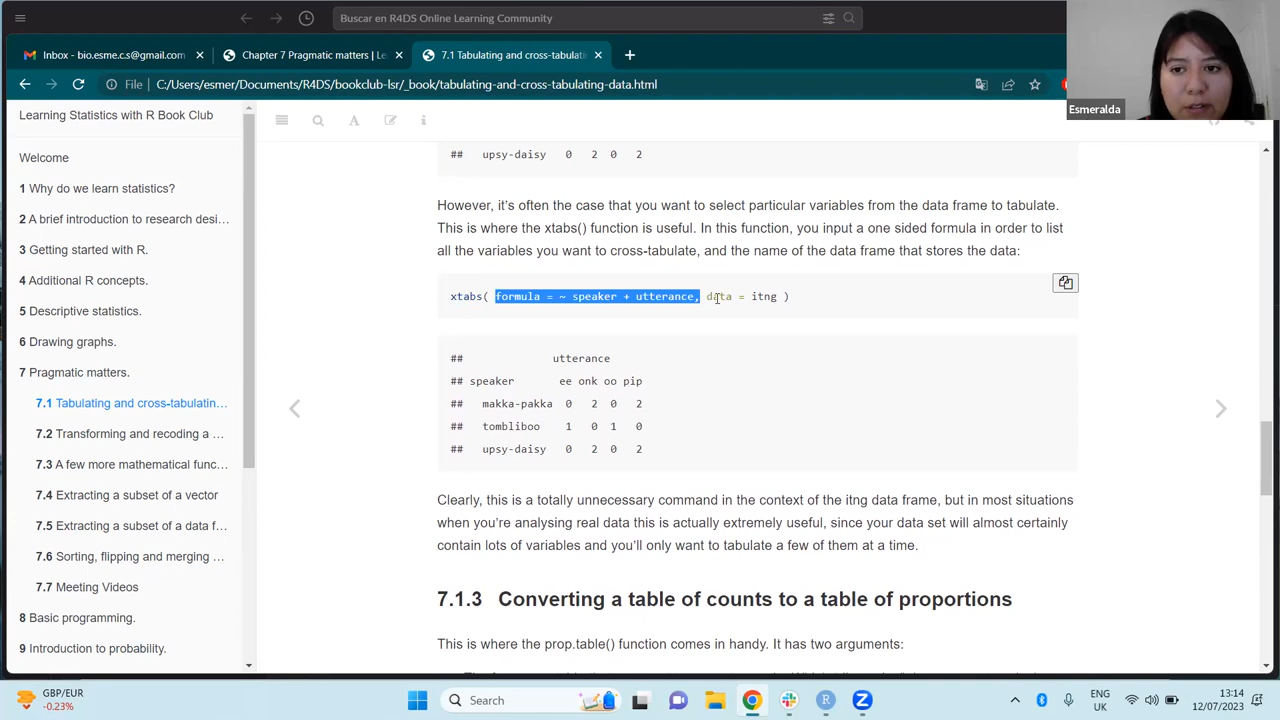 Buscar en R4DS Online Learning Community
Inbox - bio.esme.c.s@gmail.com
Chapter 7 Pragmatic matters | Le
7.1 Tabulating and cross-tabulati
File
C:/Users/esmer/Documents/R4DS/bookclub-lsr/_book/tabulating-and-cross-tabulating-data.html
Esmeralda
Learning Statistics with R Book Club
Welcome
1 Why do we learn statistics?
2 A brief introduction to research desi...
3 Getting started with R.
4 Additional R concepts.
5 Descriptive statistics.
6 Drawing graphs.
7 Pragmatic matters.
7.1 Tabulating and cross-tabulatin...
7.2 Transforming and recoding a ...
7.3 A few more mathematical func...
7.4 Extracting a subset of a vector
7.5 Extracting a subset of a data f...
7.6 Sorting, flipping and merging ...
7.7 Meeting Videos
8 Basic programming.
9 Introduction to probability.
## upsy-daisy 0 2 0 2
However, it's often the case that you want to select particular variables from the data frame to tabulate.
This is where the xtabs() function is useful. In this function, you input a one sided formula in order to list
all the variables you want to cross-tabulate, and the name of the data frame that stores the data:
xtabs( formula = ~ speaker + utterance, data = itng )
## utterance
## speaker ee onk oo pip
## makka-pakka 0 2 0 2
## tombliboo 1 0 1 0
## upsy-daisy 0 2 0 2
Clearly, this is a totally unnecessary command in the context of the itng data frame, but in most situations
when you're analysing real data this is actually extremely useful, since your data set will almost certainly
contain lots of variables and you'll only want to tabulate a few of them at a time.
7.1.3 Converting a table of counts to a table of proportions
This is where the prop.table() function comes in handy. It has two arguments:
GBP/EUR
-0.23%
Search
ENG
UK
13:14
12/07/2023